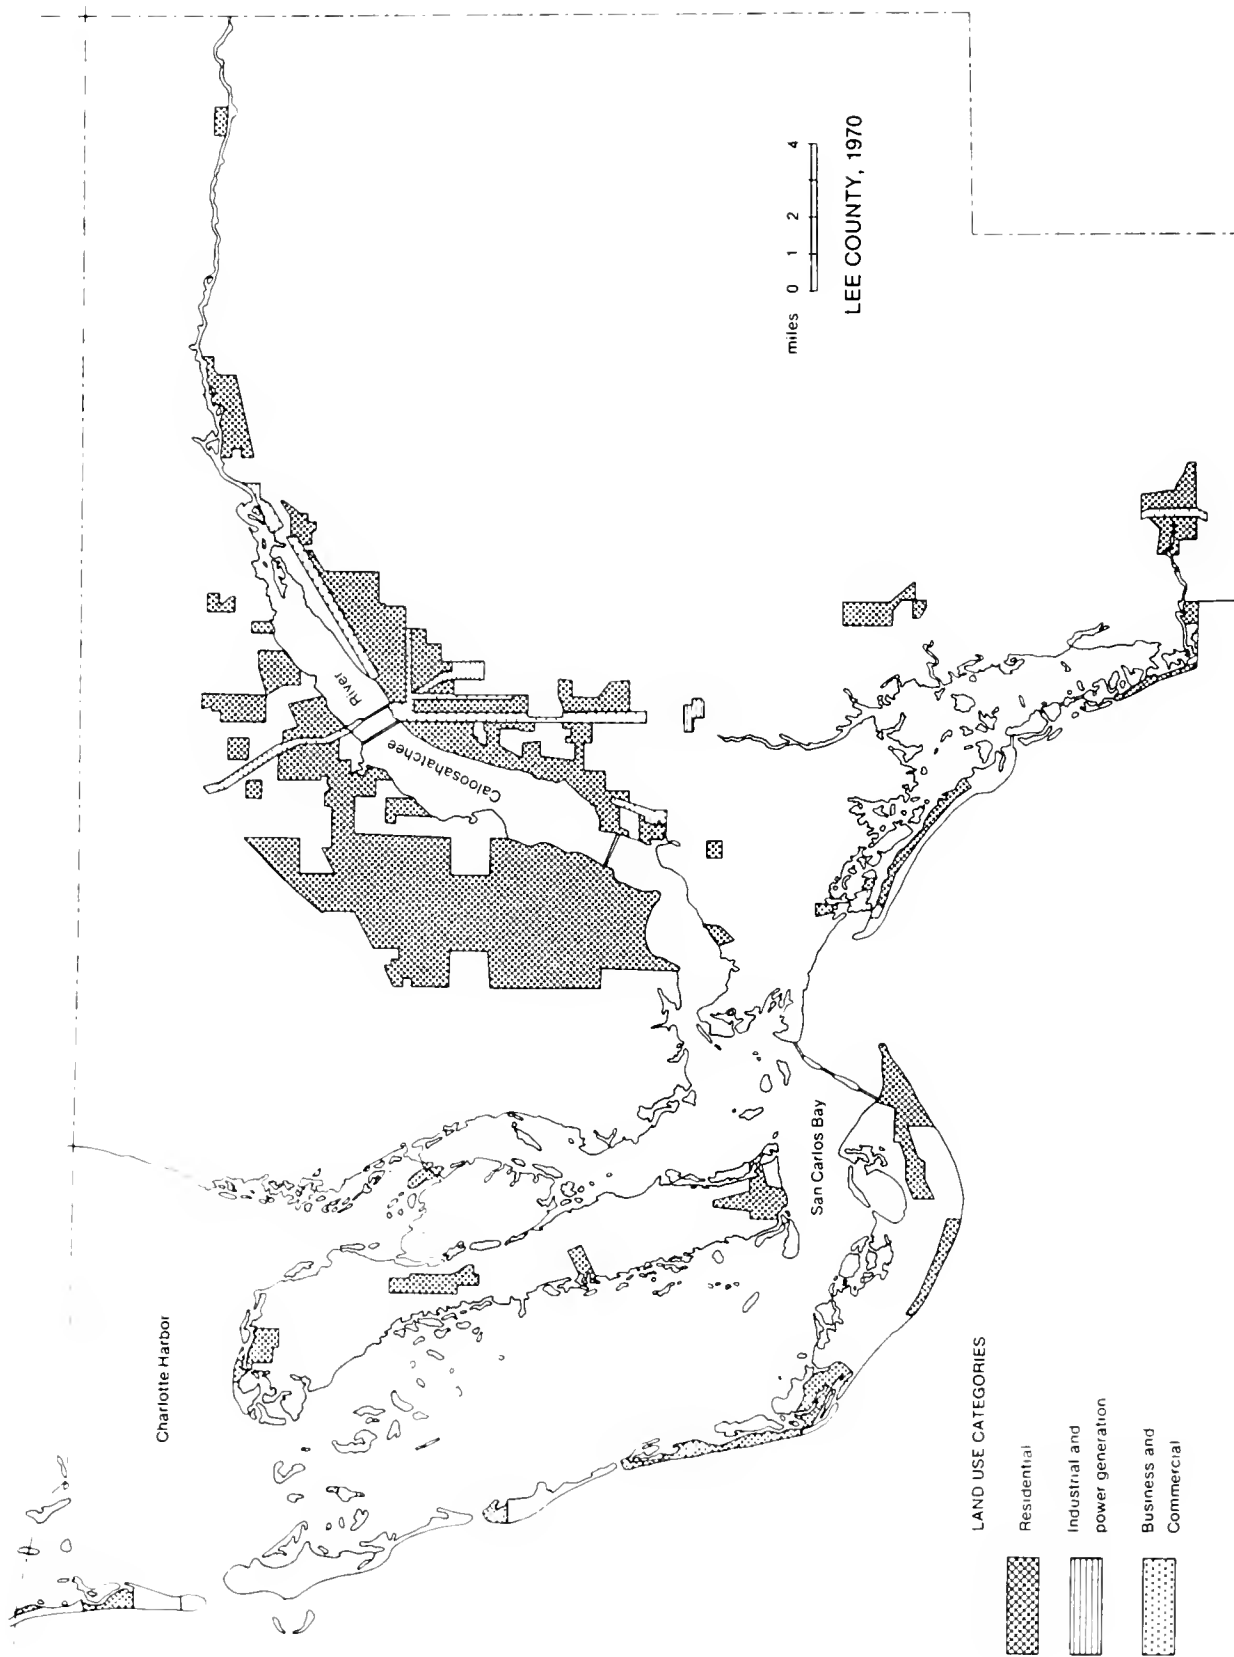 Charlotte Harbor
River
Caloosahatchee
San Carlos Bay
miles 0 1 2 4
LEE COUNTY, 1970
LAND USE CATEGORIES
Residential
Industrial and
power generation
Business and
Commercial